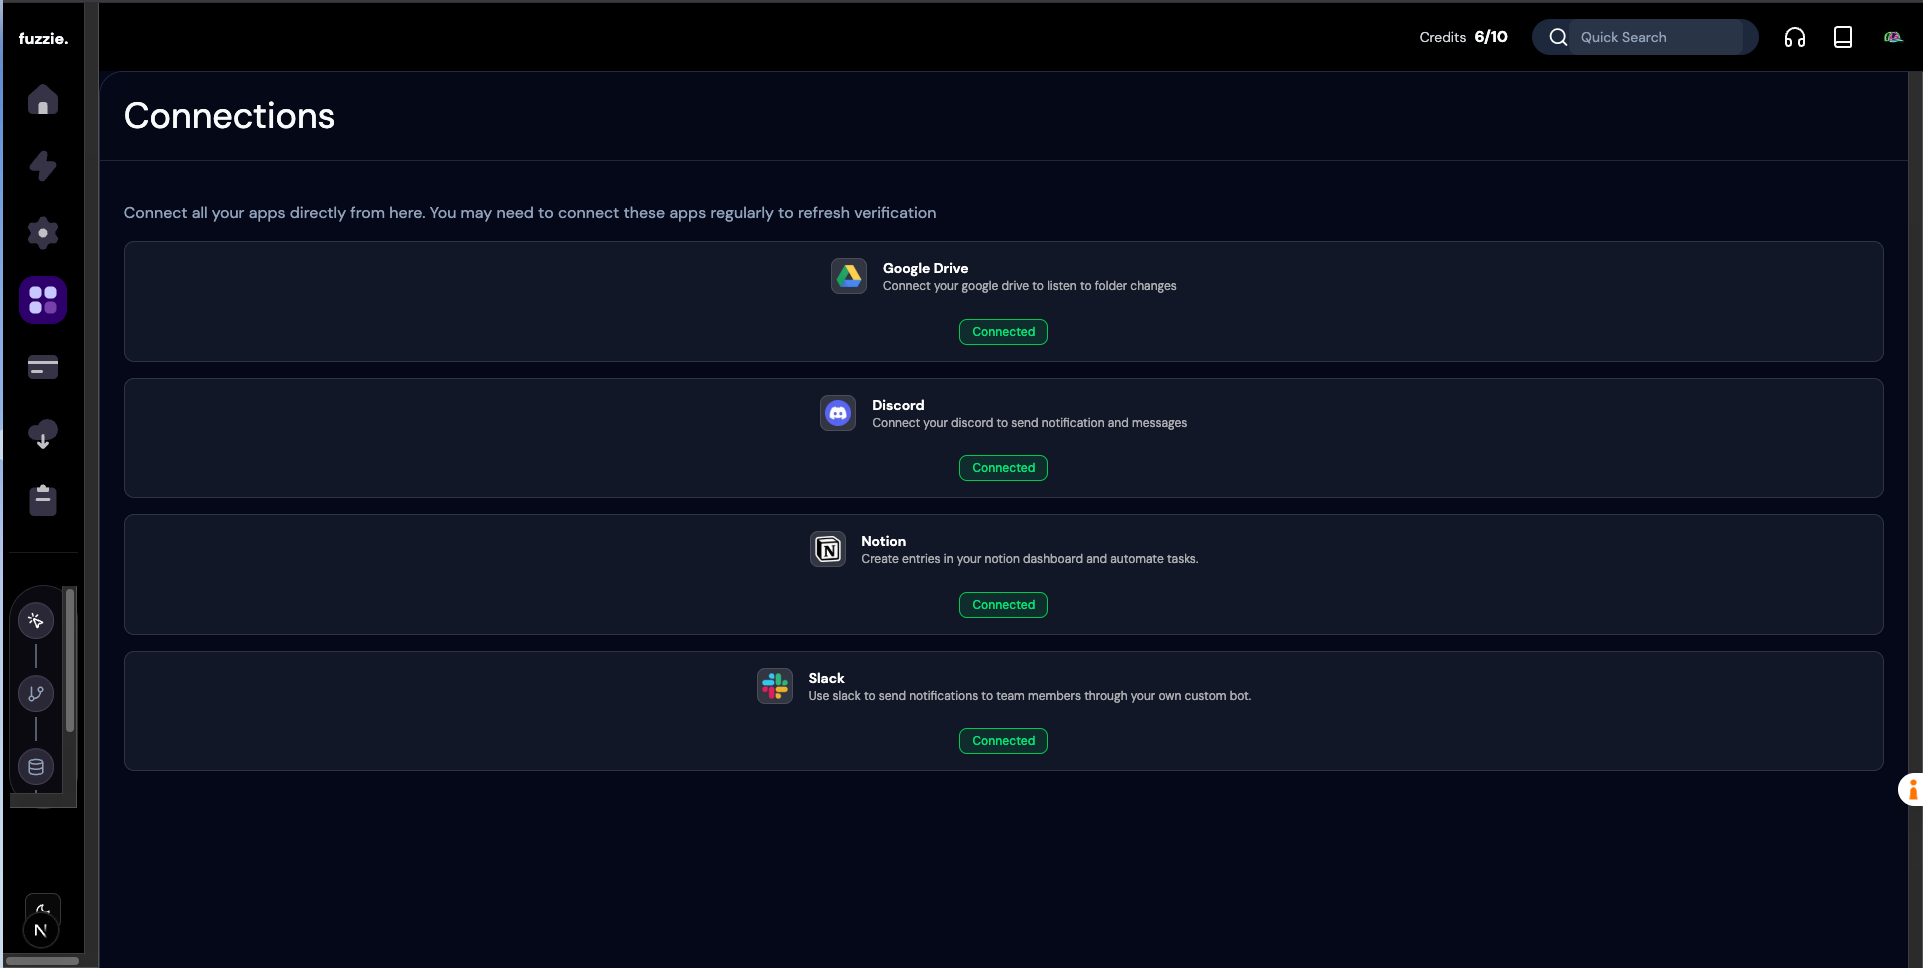 fuzzie.
Credits 6/10
Quick Search
Connections
Connect all your apps directly from here. You may need to connect these apps regularly to refresh verification
Google Drive
Connect your google drive to listen to folder changes
Connected
Discord
Connect your discord to send notification and messages
Connected
Notion
Create entries in your notion dashboard and automate tasks.
Connected
Slack
Use slack to send notifications to team members through your own custom bot.
Connected
N